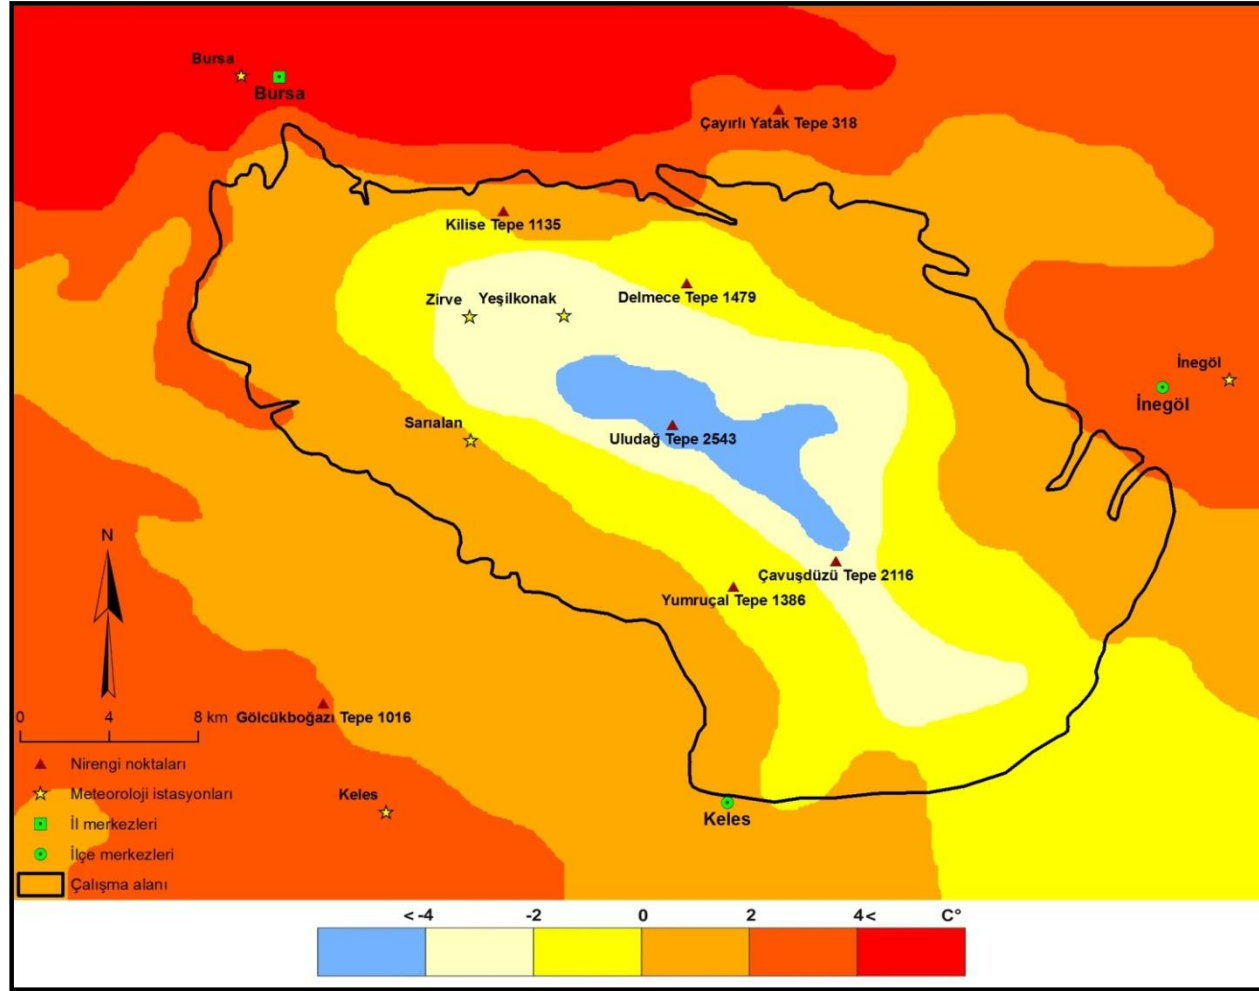 Bursa
Bursa
Çayırlı Yatak Tepe 318
Kilise Tepe 1135
Zirve
Yeşilkonak
Delmece Tepe 1479
İnegöl
İnegöl
Sarıalan
Uludağ Tepe 2543
N
Çavuşdüzü Tepe 2116
Yumruçal Tepe 1386
0 4 8 km
Gölcükboğazı Tepe 1016
Nirengi noktaları
Meteoroloji istasyonları
Keles
Keles
İl merkezleri
İlçe merkezleri
Çalışma alanı
< -4 -2 0 2 4< C°